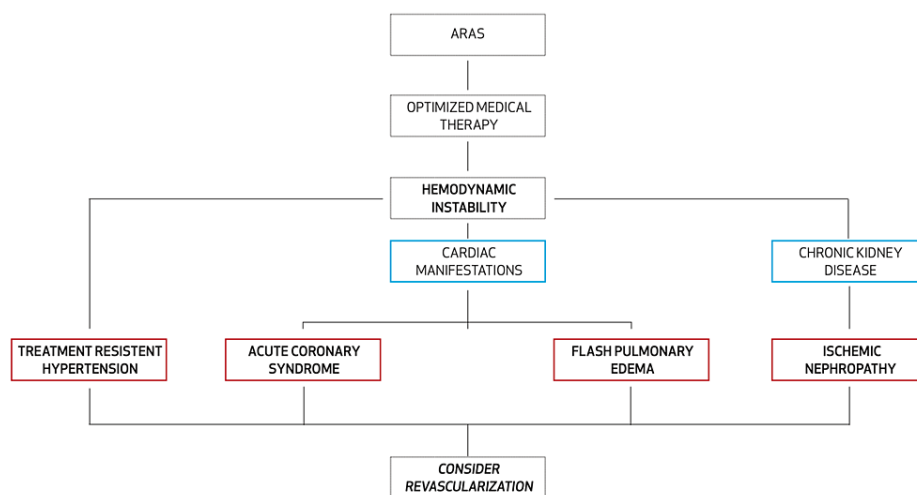 ARAS
OPTIMIZED MEDICAL
THERAPY
HEMODYNAMIC
INSTABILITY
CARDIAC
MANIFESTATIONS
CHRONIC KIDNEY
DISEASE
TREATMENT RESISTENT
HYPERTENSION
ACUTE CORONARY
SYNDROME
FLASH PULMONARY
EDEMA
ISCHEMIC
NEPHROPATHY
CONSIDER
REVASCULARIZATION